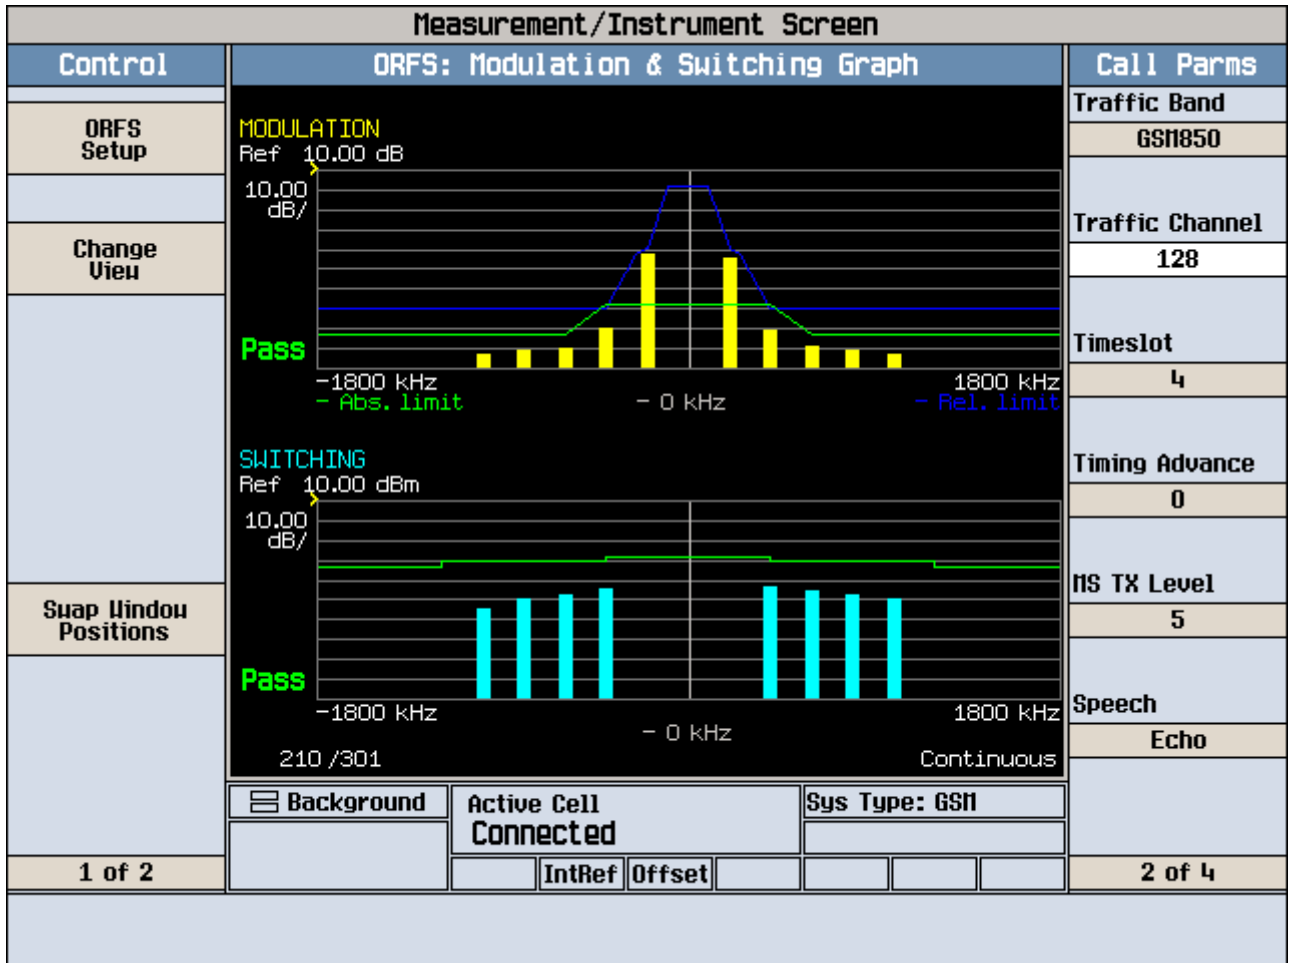 Measurement/Instrument Screen
Control
ORFS: Modulation & Switching Graph
Call Parms
ORFS
Setup
Change
View
Swap Window
Positions
1 of 2
MODULATION
Ref 10.00 dB
10.00
dB/
Pass
-1800 kHz
1800 kHz
- Abs. limit
- 0 kHz
- Rel. limit
SWITCHING
Ref 10.00 dBm
10.00
dB/
Pass
-1800 kHz
1800 kHz
- 0 kHz
210 /301
Continuous
Background
Active Cell
Connected
Sys Type: GSM
IntRef
Offset
Traffic Band
GSM850
Traffic Channel
128
Timeslot
4
Timing Advance
0
MS TX Level
5
Speech
Echo
2 of 4